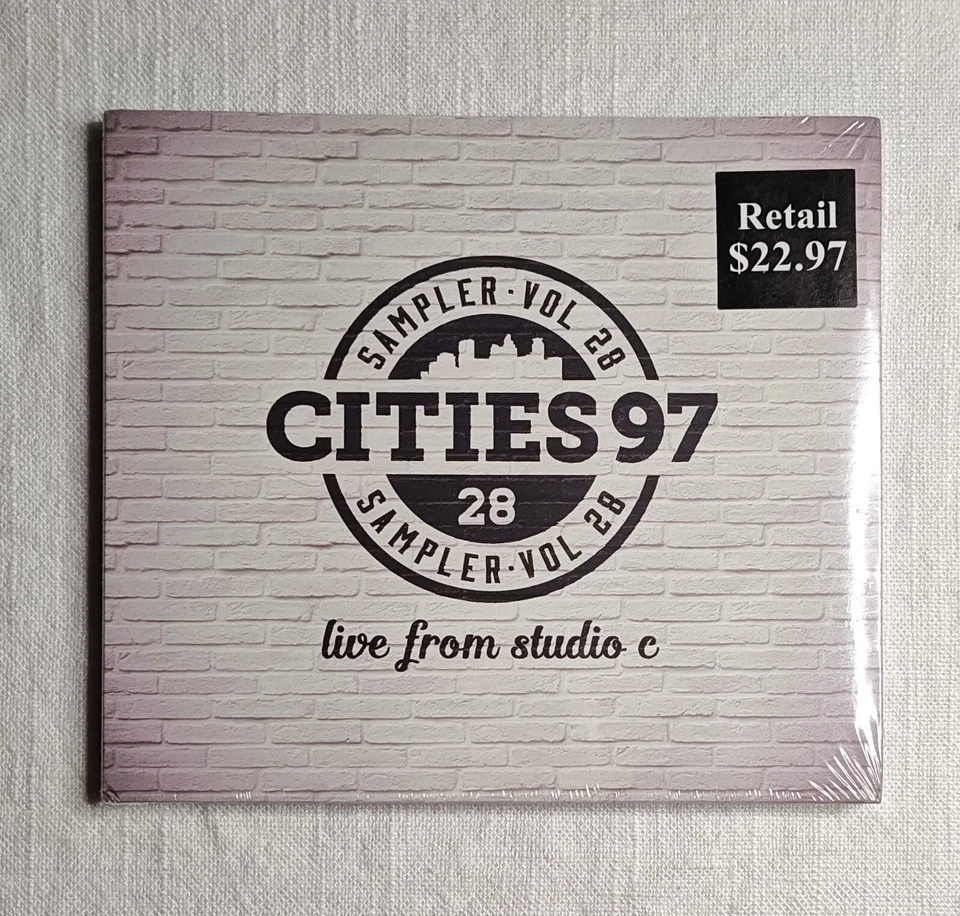 Retail
$22.97
SAMPLER·VOL 28
CITIES 97
28
SAMPLER·VOL 28
live from studio c